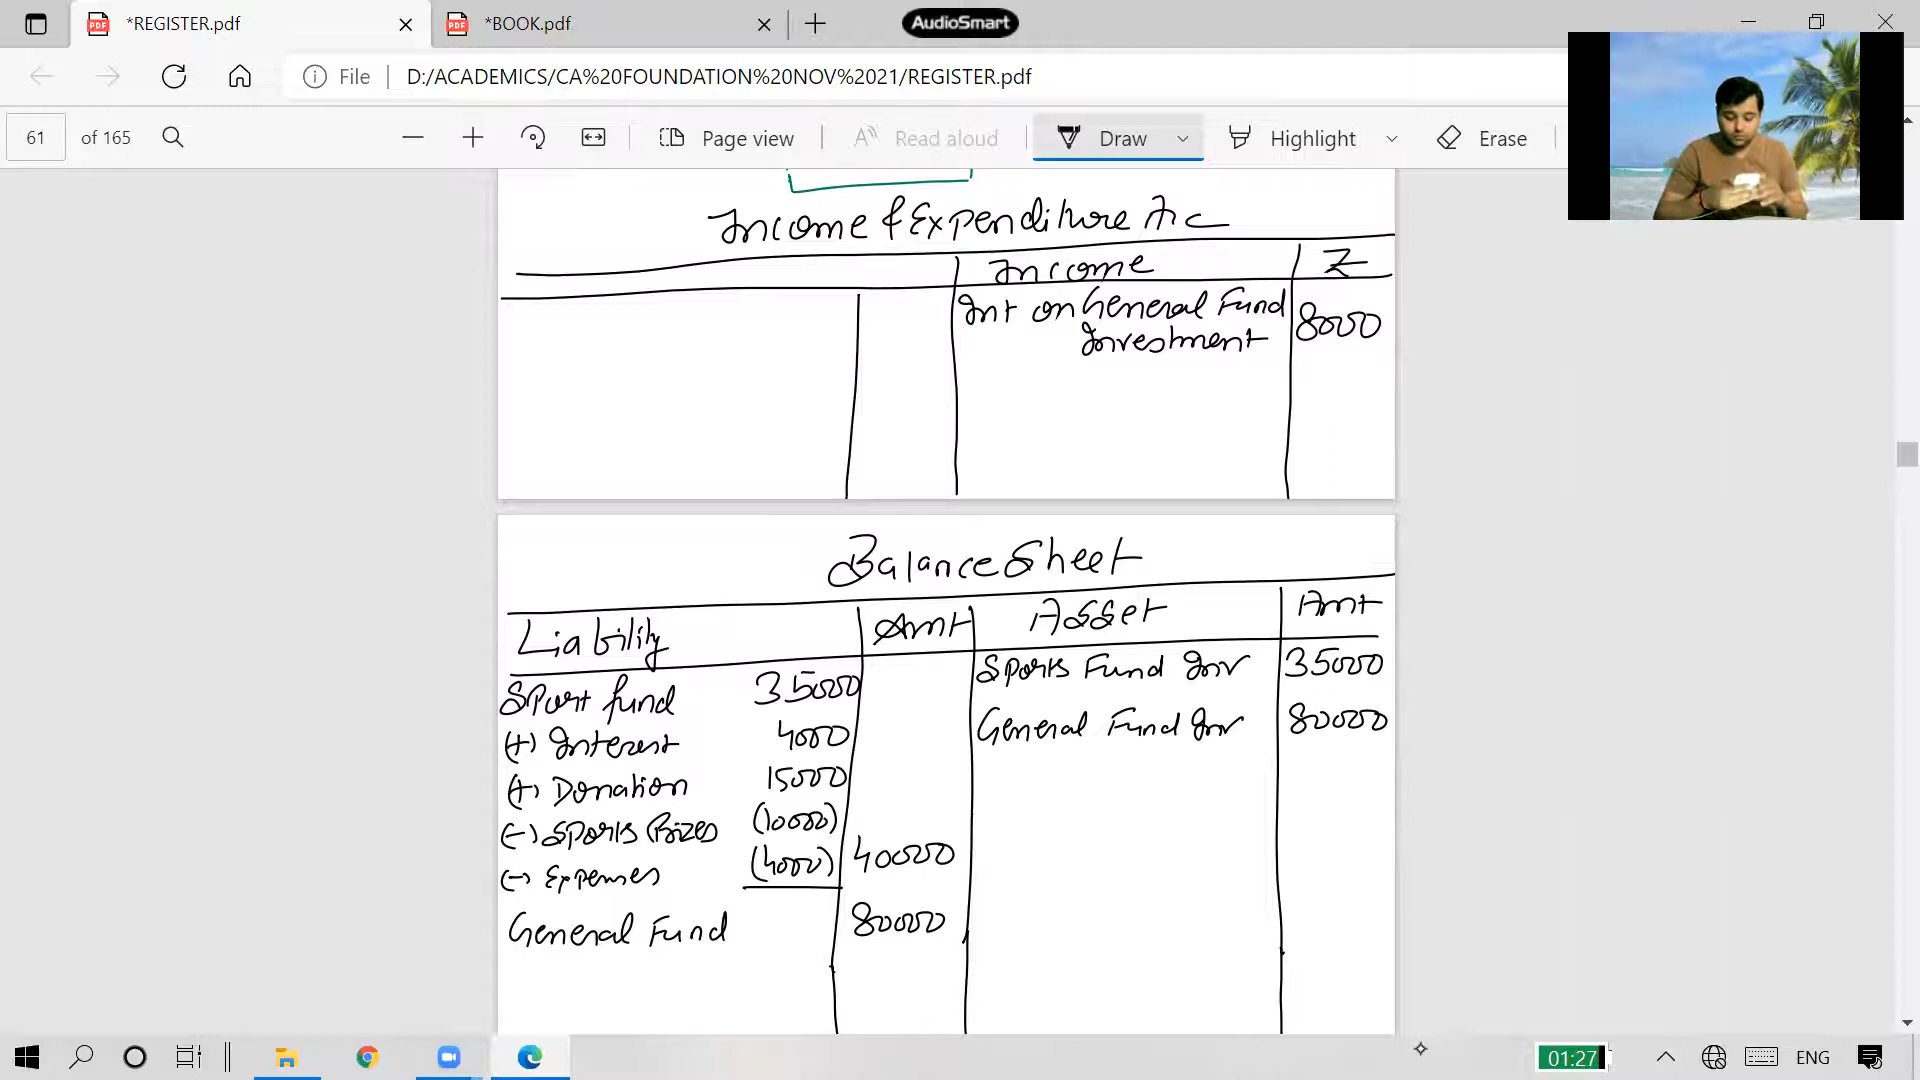 *REGISTER.pdf
*BOOK.pdf
AudioSmart
File
D:/ACADEMICS/CA%20FOUNDATION%20NOV%2021/REGISTER.pdf
61 of 165
Page view
Read aloud
Draw
Highlight
Erase
Income & Expenditure A/c
Income ₹
Int on General Fund Investment 8000
Balance Sheet
Liability Amt Asset Amt
Sport fund 35000 Sports Fund Inv 35000
(+) Interest 4000 General Fund Inv 80000
(+) Donation 15000
(-) Sports Prizes (10000)
(-) Expenses (4000) 40000
General Fund 80000
01:27
ENG